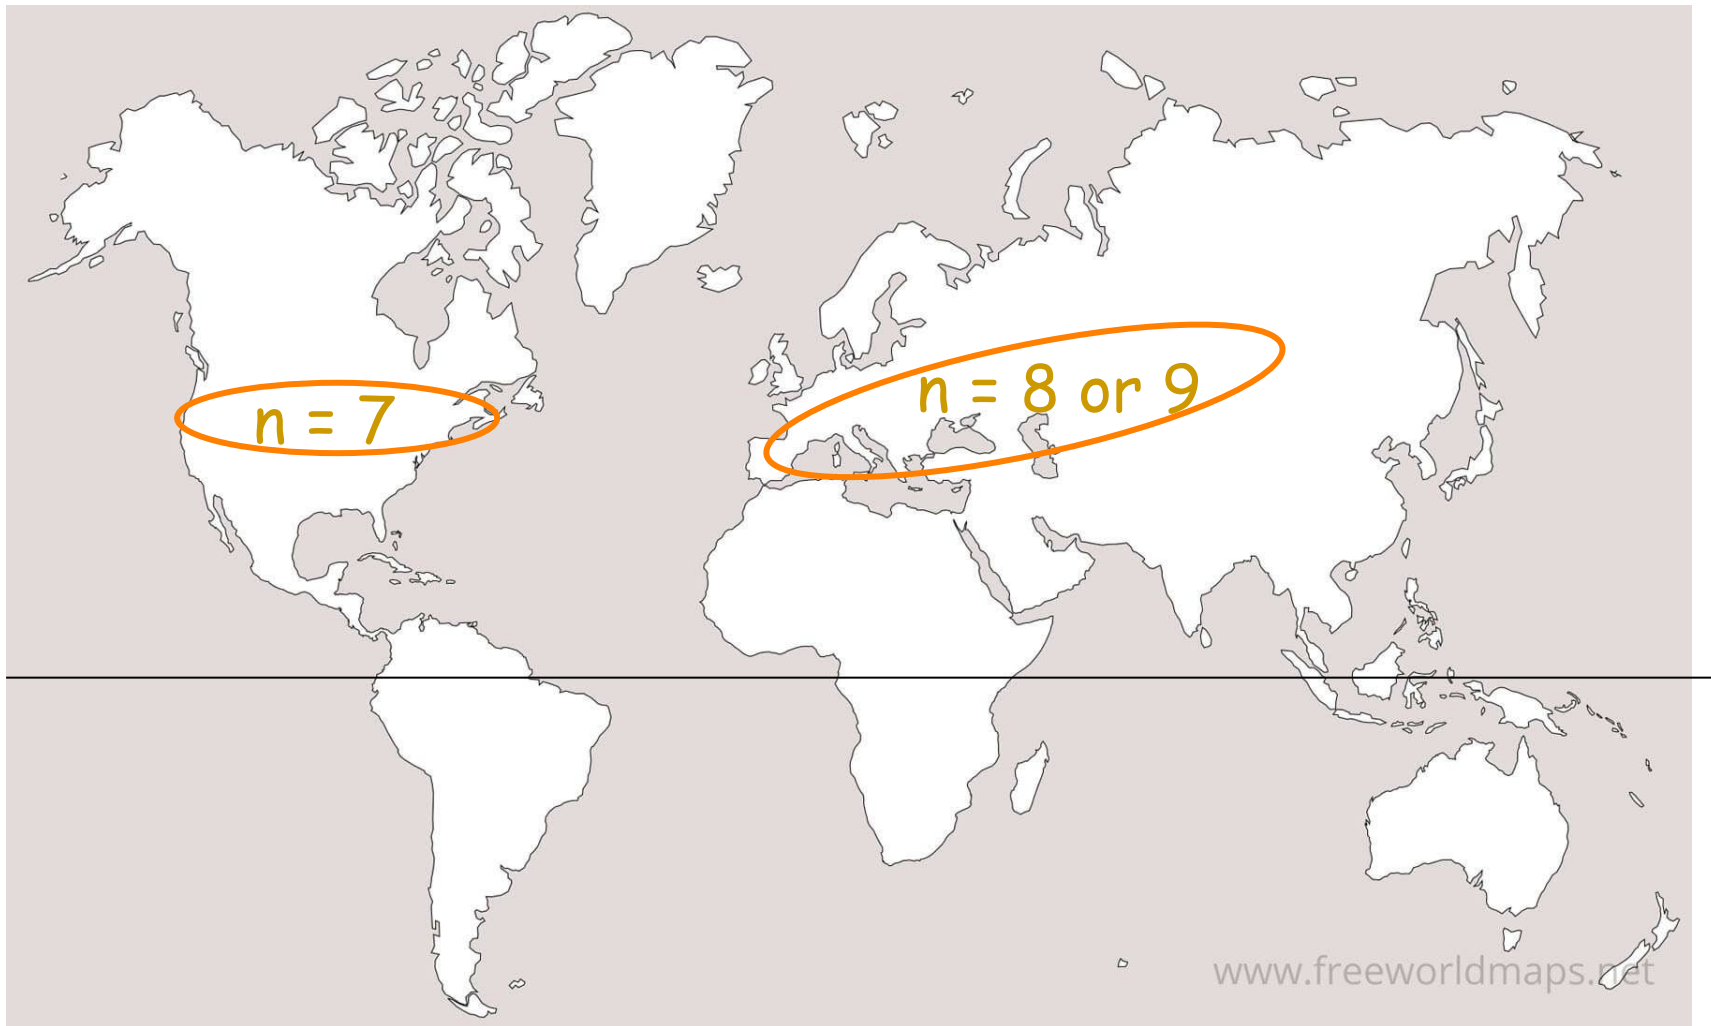 n = 8 or 9
n = 7
www.freeworldmaps.net